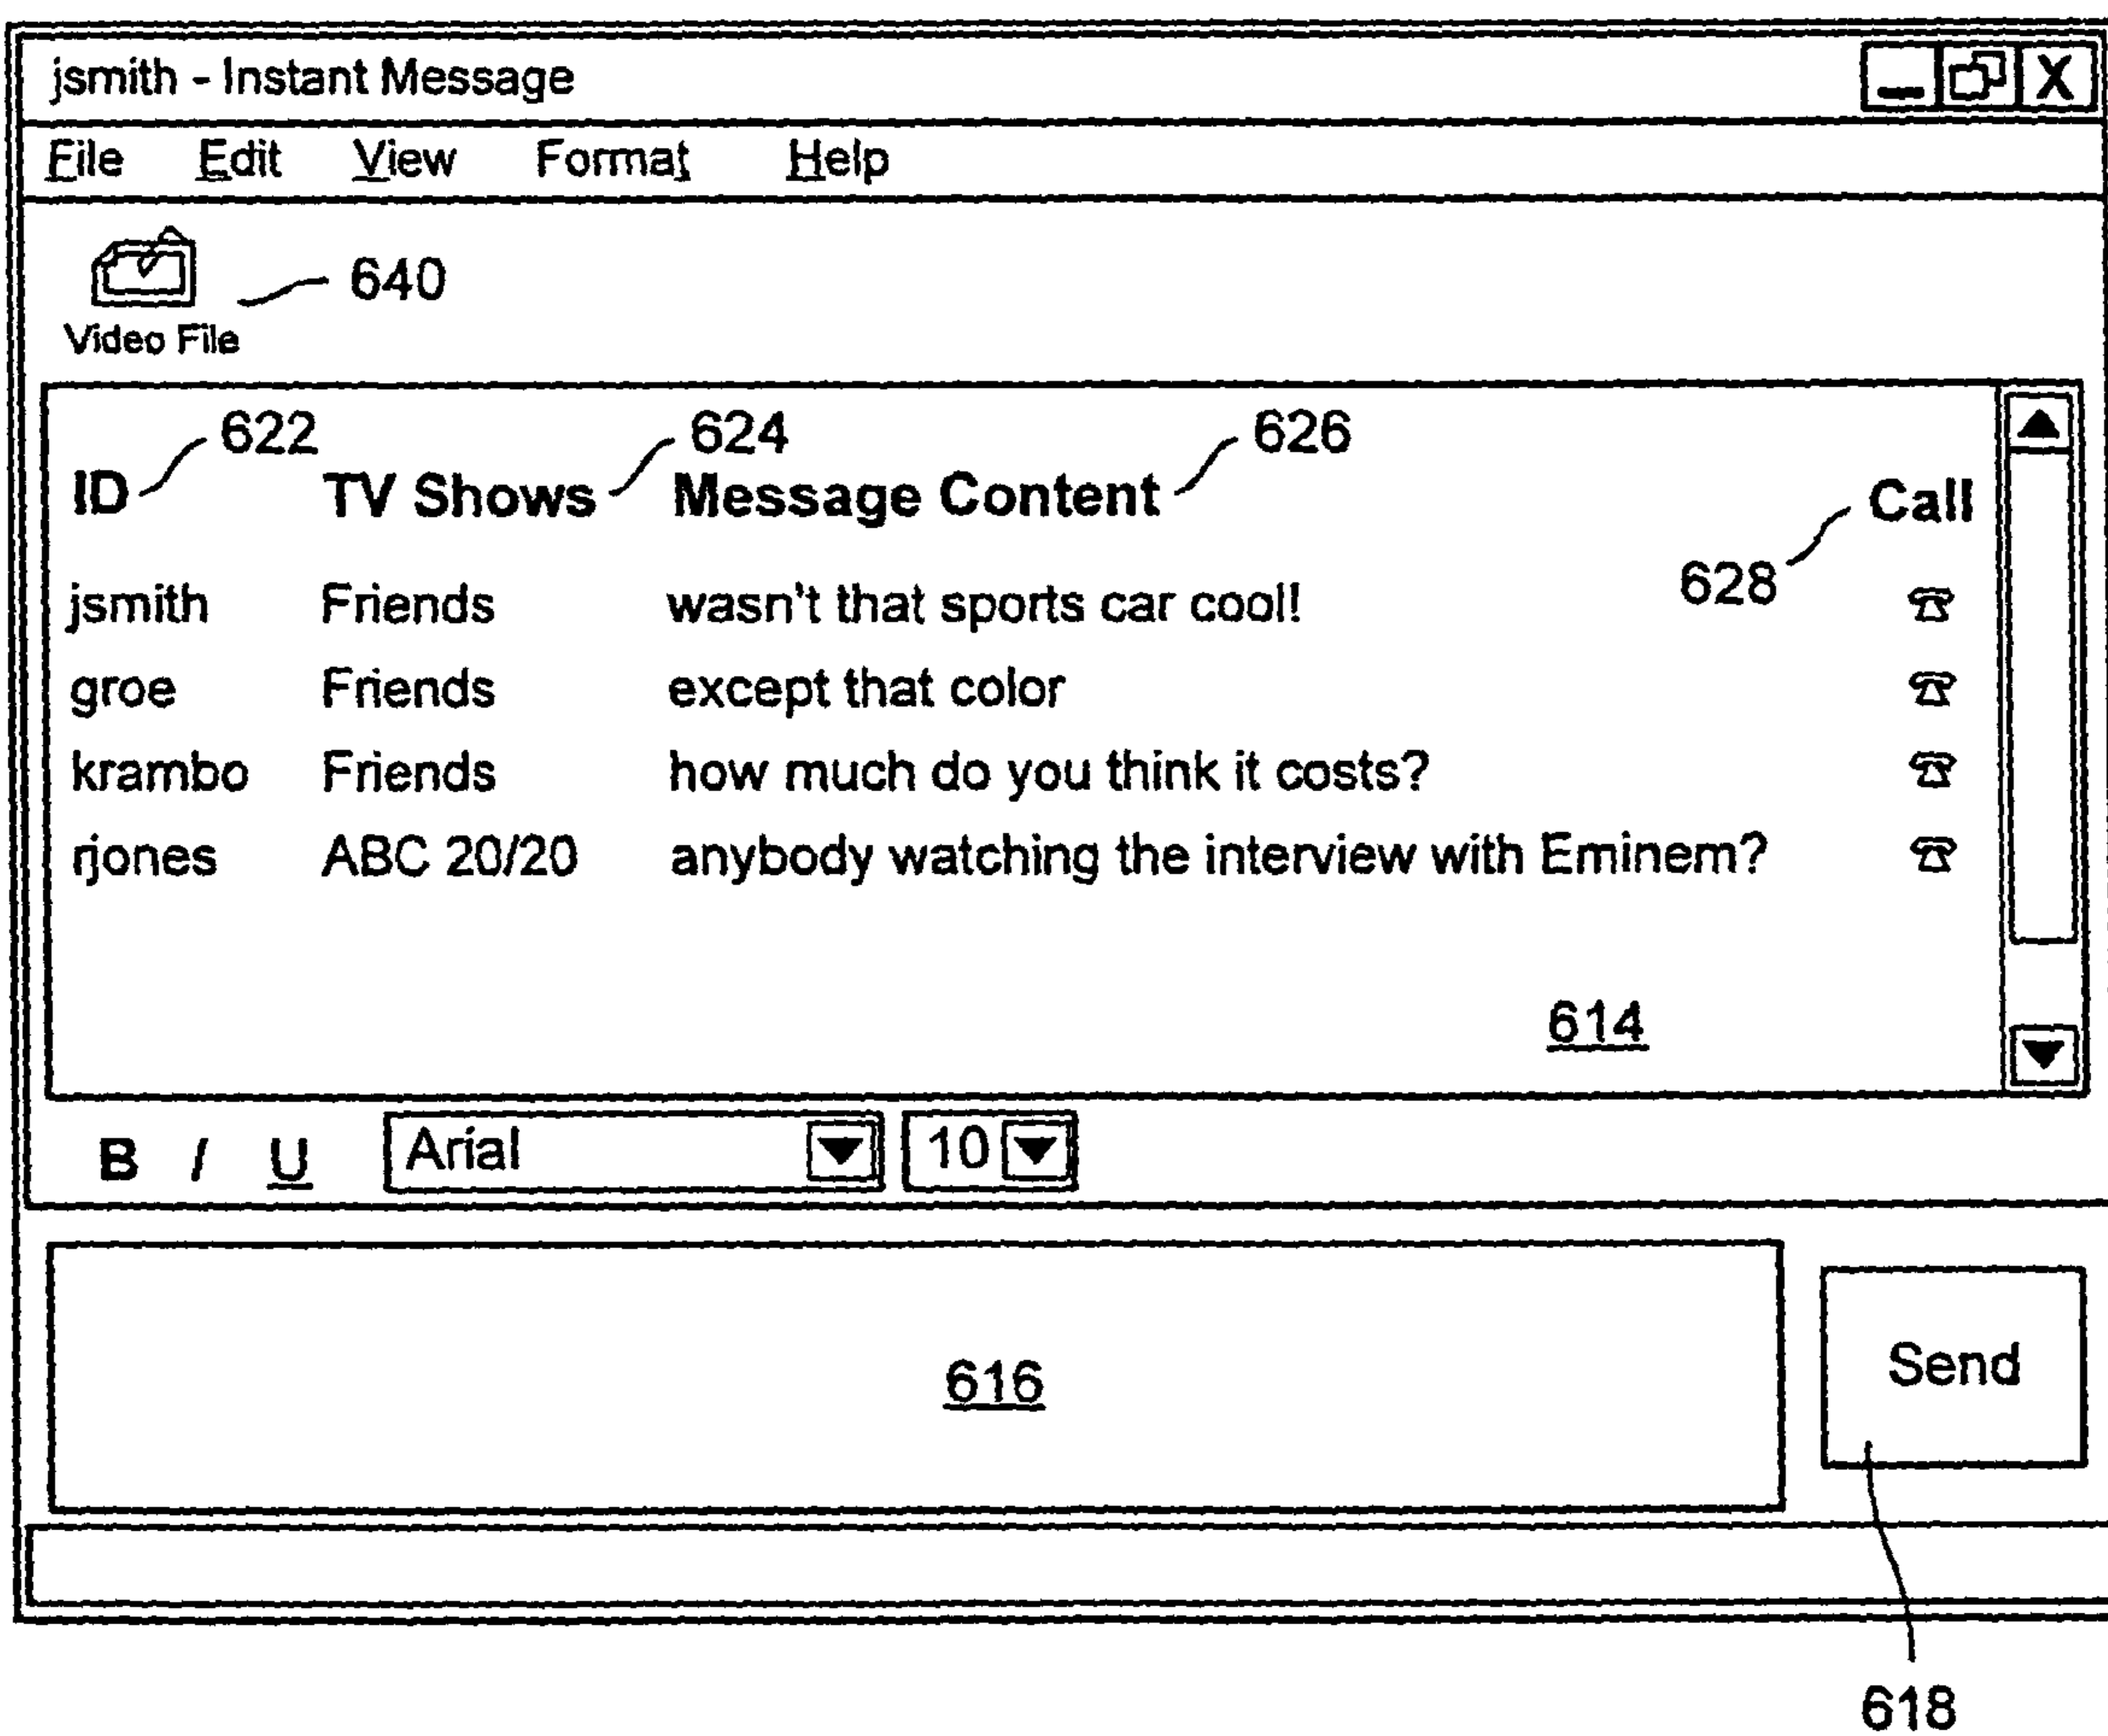 jsmith - Instant Message X
File Edit View Format Help
640
Video File
622 624 626
ID TV Shows Message Content Call
628
jsmith Friends wasn't that sports car cool!
groe Friends except that color
krambo Friends how much do you think it costs?
rjones ABC 20/20 anybody watching the interview with Eminem?
614
B I U Arial 10
616
Send
618